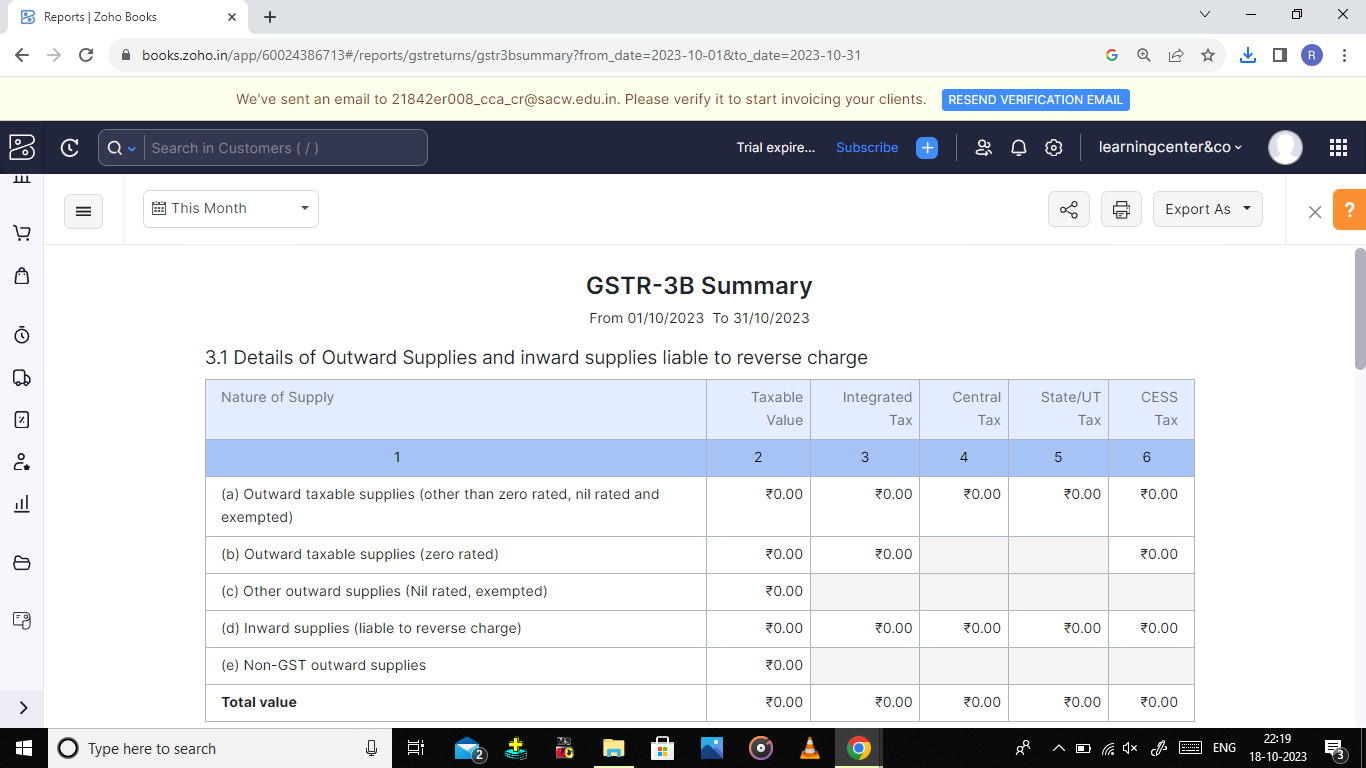 Reports | Zoho Books
books.zoho.in/app/60024386713#/reports/gstreturns/gstr3bsummary?from_date=2023-10-01&to_date=2023-10-31
G
R
We've sent an email to 21842er008_cca_cr@sacw.edu.in. Please verify it to start invoicing your clients. RESEND VERIFICATION EMAIL
Search in Customers ( / )
Trial expire... Subscribe
learningcenter&co
This Month
Export As
?
GSTR-3B Summary
From 01/10/2023 To 31/10/2023
3.1 Details of Outward Supplies and inward supplies liable to reverse charge
Nature of Supply Taxable Value Integrated Tax Central Tax State/UT Tax CESS Tax
1 2 3 4 5 6
(a) Outward taxable supplies (other than zero rated, nil rated and exempted) ₹0.00 ₹0.00 ₹0.00 ₹0.00 ₹0.00
(b) Outward taxable supplies (zero rated) ₹0.00 ₹0.00 ₹0.00
(c) Other outward supplies (Nil rated, exempted) ₹0.00
(d) Inward supplies (liable to reverse charge) ₹0.00 ₹0.00 ₹0.00 ₹0.00 ₹0.00
(e) Non-GST outward supplies ₹0.00
Total value ₹0.00 ₹0.00 ₹0.00 ₹0.00 ₹0.00
Type here to search
2
ENG
22:19
18-10-2023
3